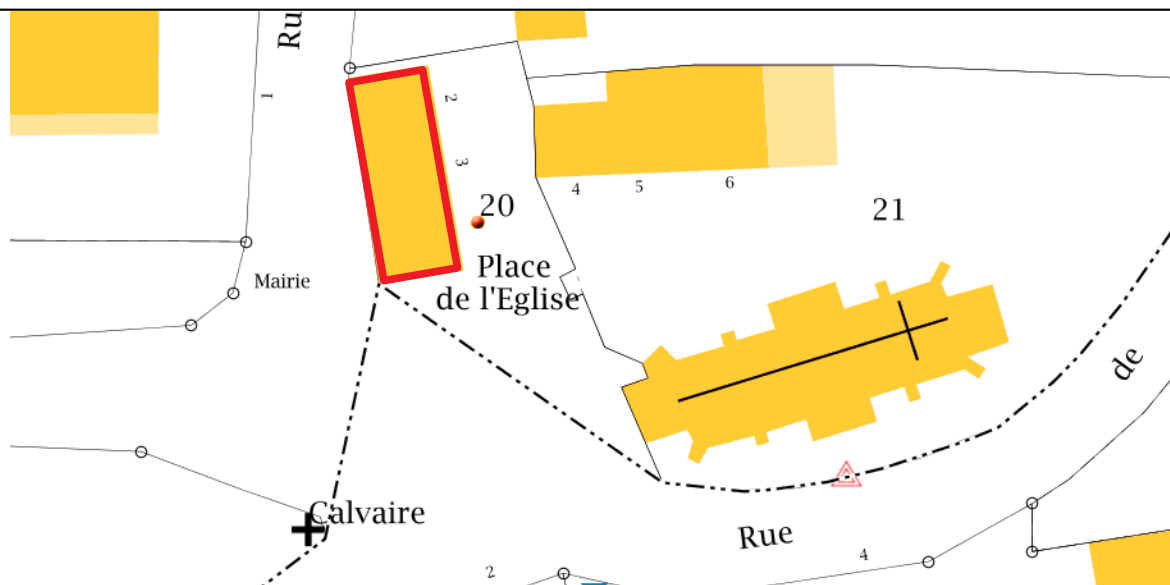 Ru
1
2
3
20
4
5
6
21
Place
de l'Eglise
Mairie
de
Calvaire
Rue
4
2